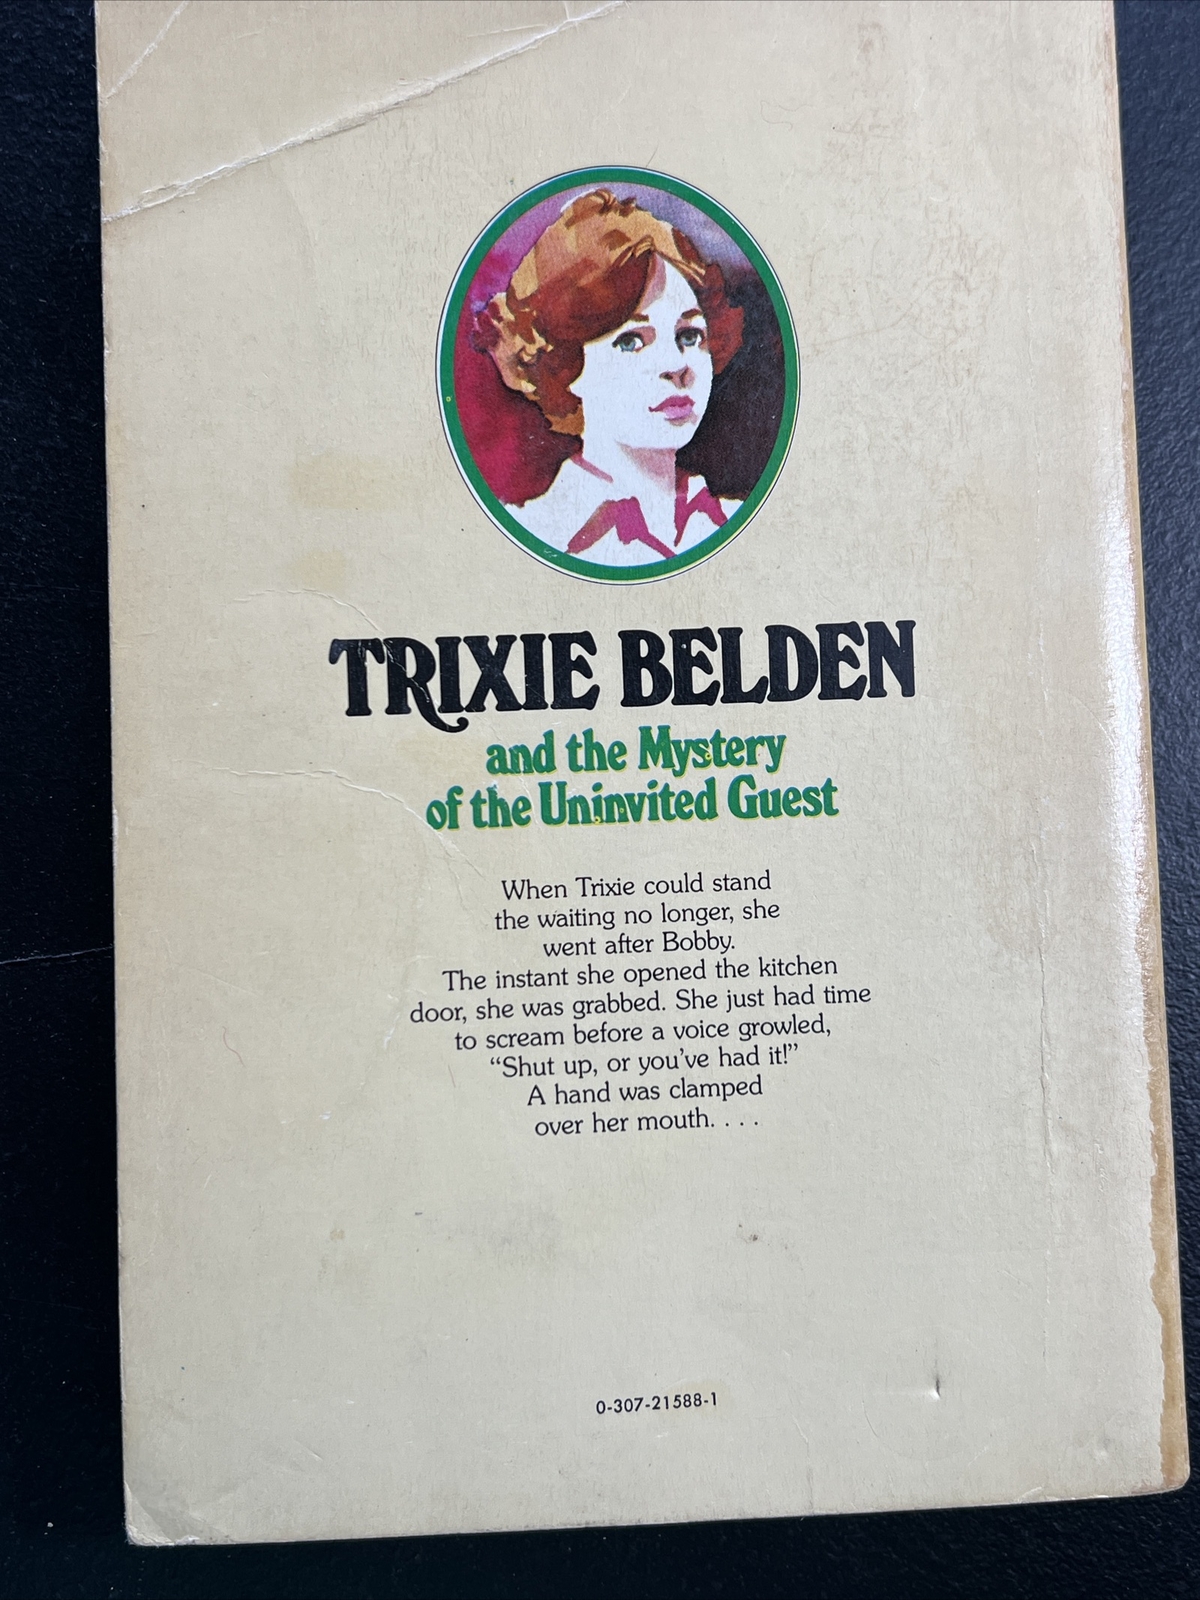 TRIXIE BELDEN
and the Mystery
of the Uninvited Guest
When Trixie could stand
the waiting no longer, she
went after Bobby.
The instant she opened the kitchen
door, she was grabbed. She just had time
to scream before a voice growled,
“Shut up, or you’ve had it!”
A hand was clamped
over her mouth. . . .
0-307-21588-1